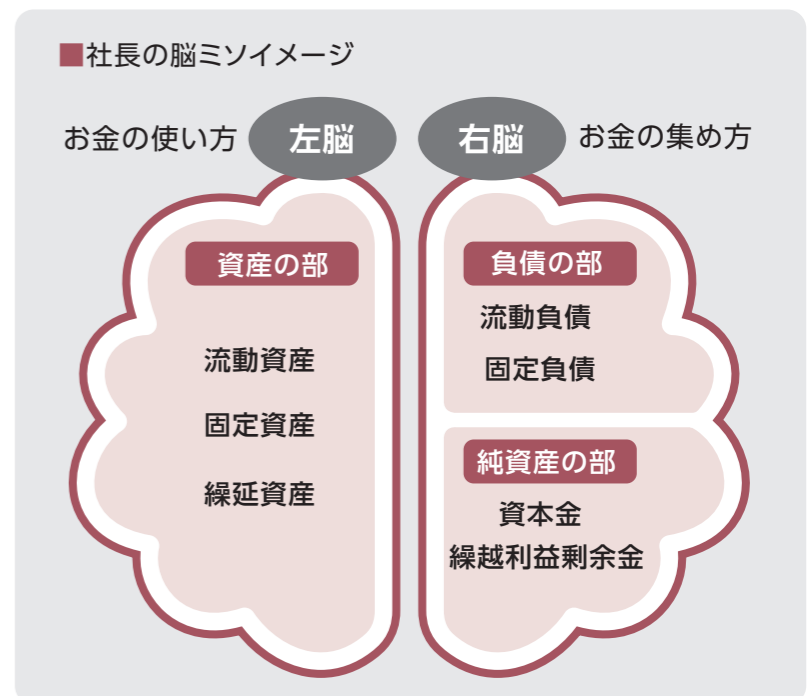 ■社長の脳ミソイメージ
お金の使い方
左脳
右脳
お金の集め方
資産の部
流動資産
固定資産
繰延資産
負債の部
流動負債
固定負債
純資産の部
資本金
繰越利益剰余金